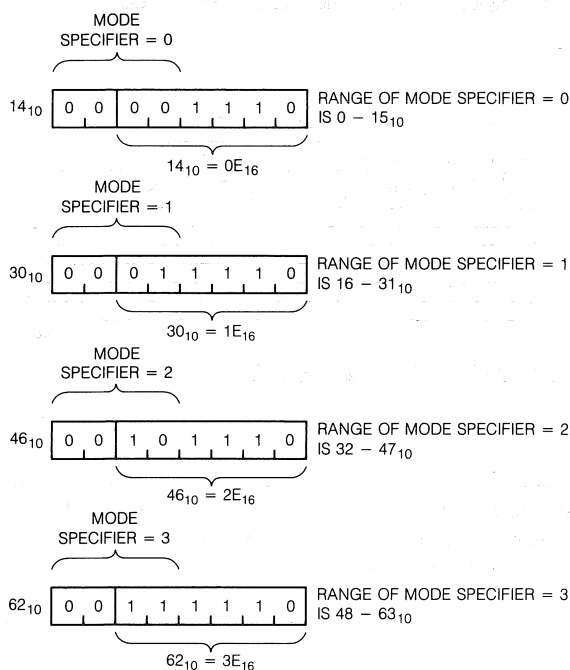 MODE
SPECIFIER = 0
14₁₀ 0 0 0 0 1 1 1 0 RANGE OF MODE SPECIFIER = 0
IS 0 – 15₁₀
14₁₀ = 0E₁₆
MODE
SPECIFIER = 1
30₁₀ 0 0 0 1 1 1 1 0 RANGE OF MODE SPECIFIER = 1
IS 16 – 31₁₀
30₁₀ = 1E₁₆
MODE
SPECIFIER = 2
46₁₀ 0 0 1 0 1 1 1 0 RANGE OF MODE SPECIFIER = 2
IS 32 – 47₁₀
46₁₀ = 2E₁₆
MODE
SPECIFIER = 3
62₁₀ 0 0 1 1 1 1 1 0 RANGE OF MODE SPECIFIER = 3
IS 48 – 63₁₀
62₁₀ = 3E₁₆